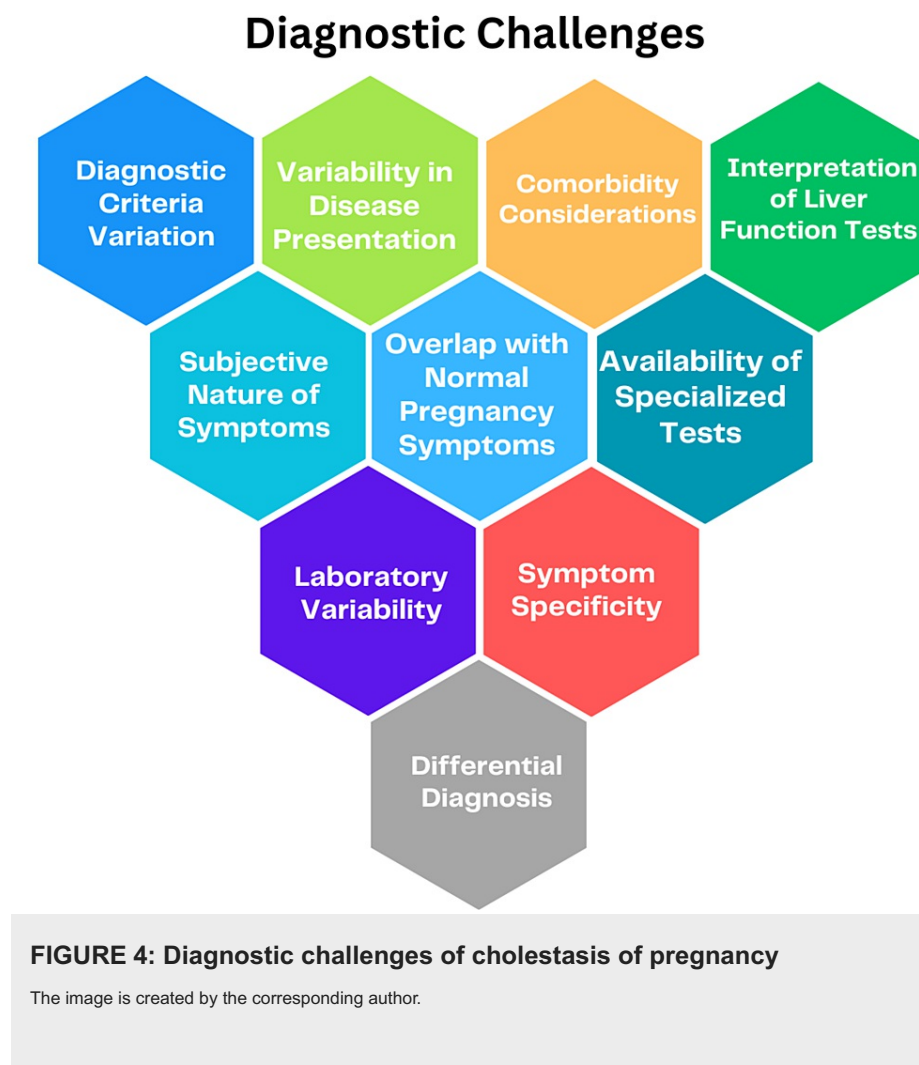 Diagnostic Challenges
Diagnostic
Criteria
Variation
Variability in
Disease
Presentation
Comorbidity
Considerations
Interpretation
of Liver
Function Tests
Subjective
Nature of
Symptoms
Overlap with
Normal
Pregnancy
Symptoms
Availability of
Specialized
Tests
Laboratory
Variability
Symptom
Specificity
Differential
Diagnosis
FIGURE 4: Diagnostic challenges of cholestasis of pregnancy
The image is created by the corresponding author.